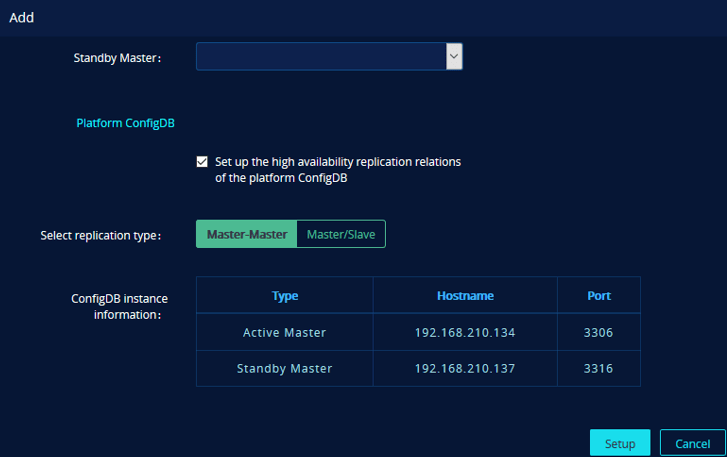 Add
Standby Master:
Platform ConfigDB
Set up the high availability replication relations
of the platform ConfigDB
Select replication type: Master-Master Master/Slave
ConfigDB instance
information:
Type Hostname Port
Active Master 192.168.210.134 3306
Standby Master 192.168.210.137 3316
Setup Cancel